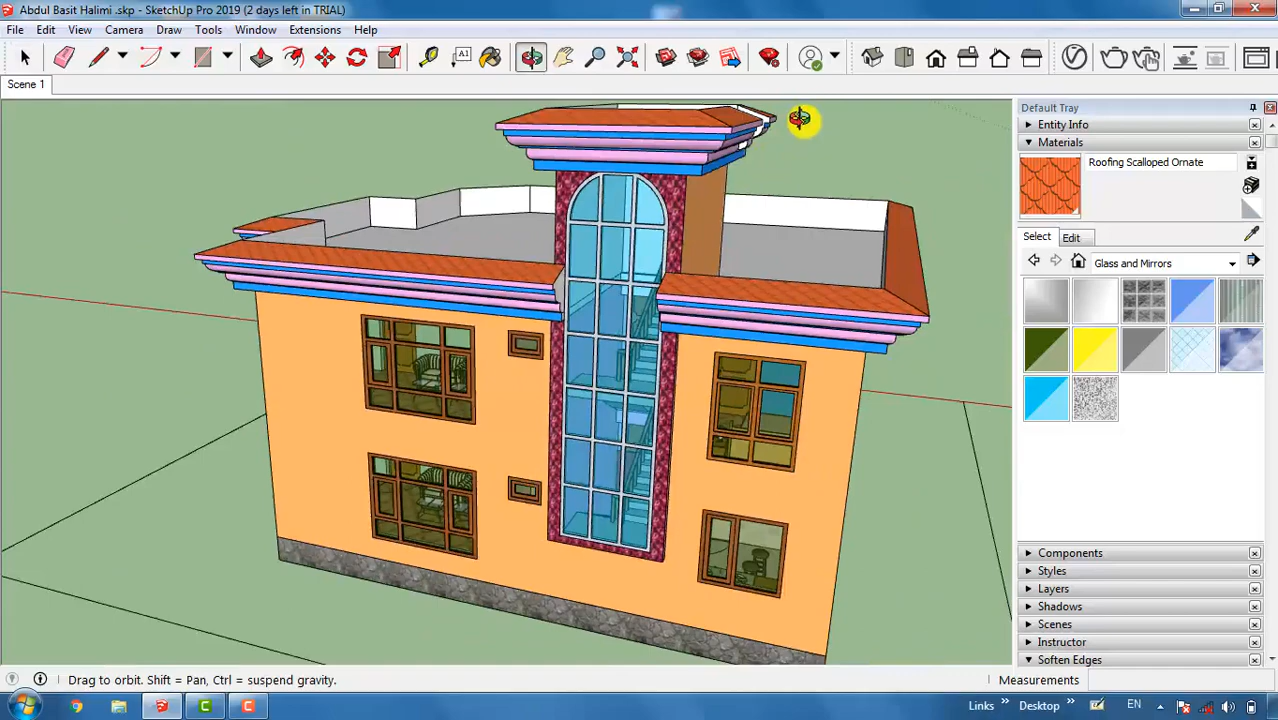 Abdul Basit Halimi .skp - SketchUp Pro 2019 (2 days left in TRIAL)
File Edit View Camera Draw Tools Window Extensions Help
A1
Scene 1
Default Tray
Entity Info
Materials
Roofing Scalloped Ornate
Select Edit
Glass and Mirrors
Components
Styles
Layers
Shadows
Scenes
Instructor
Soften Edges
Drag to orbit. Shift = Pan, Ctrl = suspend gravity.
Measurements
Links » Desktop » EN